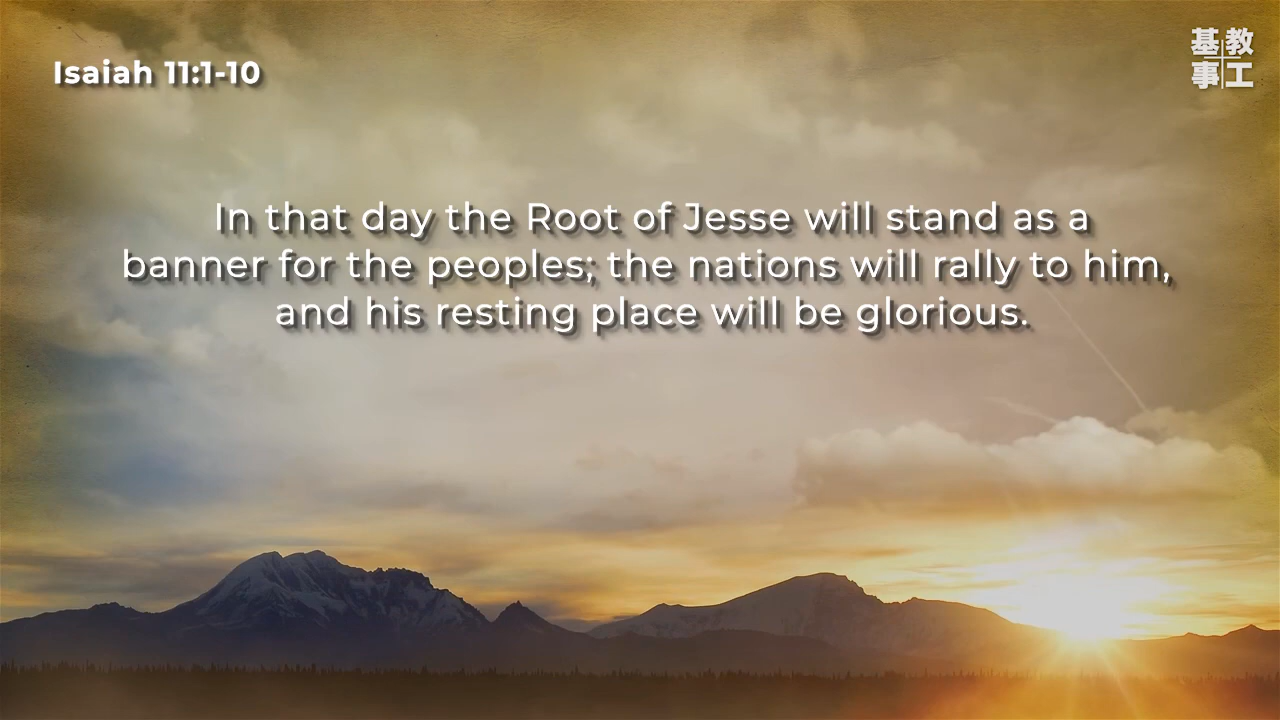 Isaiah 11:1-10
基教
事工
In that day the Root of Jesse will stand as a
banner for the peoples; the nations will rally to him,
and his resting place will be glorious.